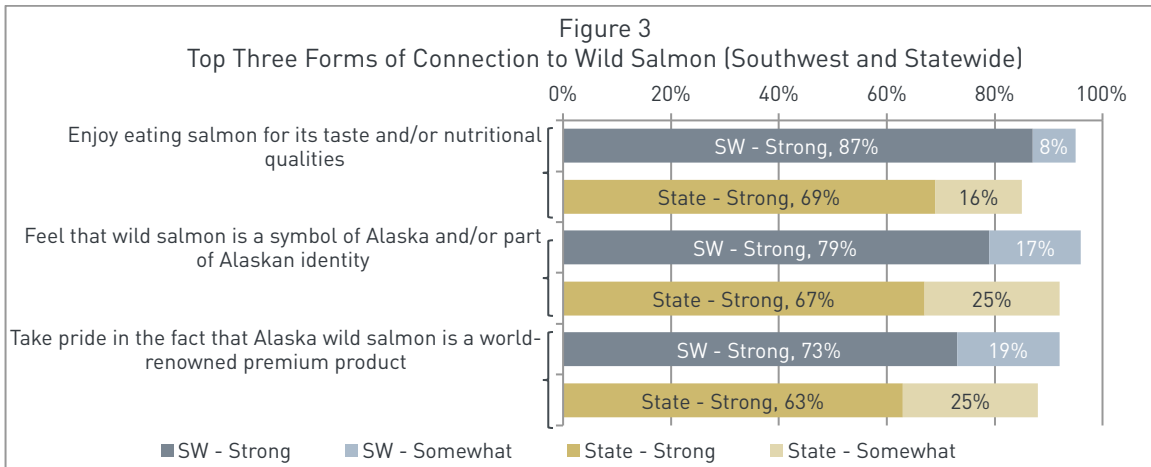 Figure 3
Top Three Forms of Connection to Wild Salmon (Southwest and Statewide)
0% 20% 40% 60% 80% 100%
Enjoy eating salmon for its taste and/or nutritional
qualities
SW - Strong, 87% 8%
State - Strong, 69% 16%
Feel that wild salmon is a symbol of Alaska and/or part
of Alaskan identity
SW - Strong, 79% 17%
State - Strong, 67% 25%
Take pride in the fact that Alaska wild salmon is a world-
renowned premium product
SW - Strong, 73% 19%
State - Strong, 63% 25%
SW - Strong SW - Somewhat State - Strong State - Somewhat